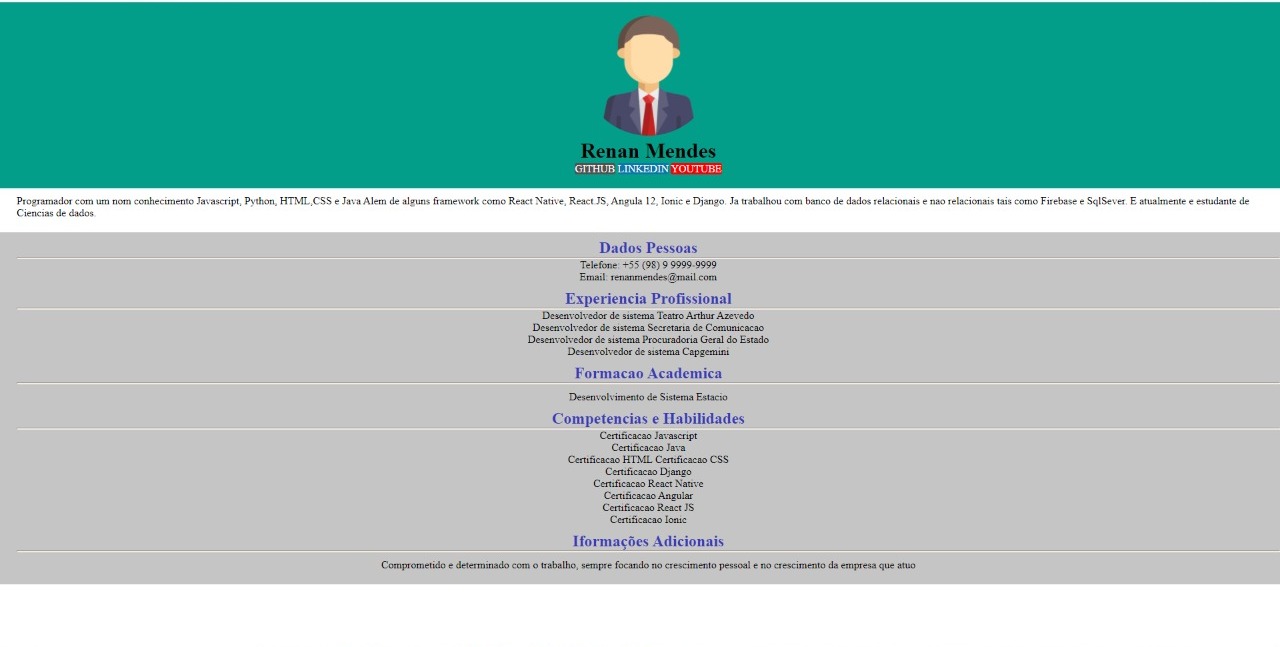 Renan Mendes
GITHUB LINKEDIN YOUTUBE
Programador com um nom conhecimento Javascript, Python, HTML,CSS e Java Alem de alguns framework como React Native, React.JS, Angula 12, Ionic e Django. Ja trabalhou com banco de dados relacionais e nao relacionais tais como Firebase e SqlSever. E atualmente e estudante de
Ciencias de dados.
Dados Pessoas
Telefone: +55 (98) 9 9999-9999
Email: renanmendes@mail.com
Experiencia Profissional
Desenvolvedor de sistema Teatro Arthur Azevedo
Desenvolvedor de sistema Secretaria de Comunicacao
Desenvolvedor de sistema Procuradoria Geral do Estado
Desenvolvedor de sistema Capgemini
Formacao Academica
Desenvolvimento de Sistema Estacio
Competencias e Habilidades
Certificacao Javascript
Certificacao Java
Certificacao HTML Certificacao CSS
Certificacao Django
Certificacao React Native
Certificacao Angular
Certificacao React JS
Certificacao Ionic
Iformações Adicionais
Comprometido e determinado com o trabalho, sempre focando no crescimento pessoal e no crescimento da empresa que atuo